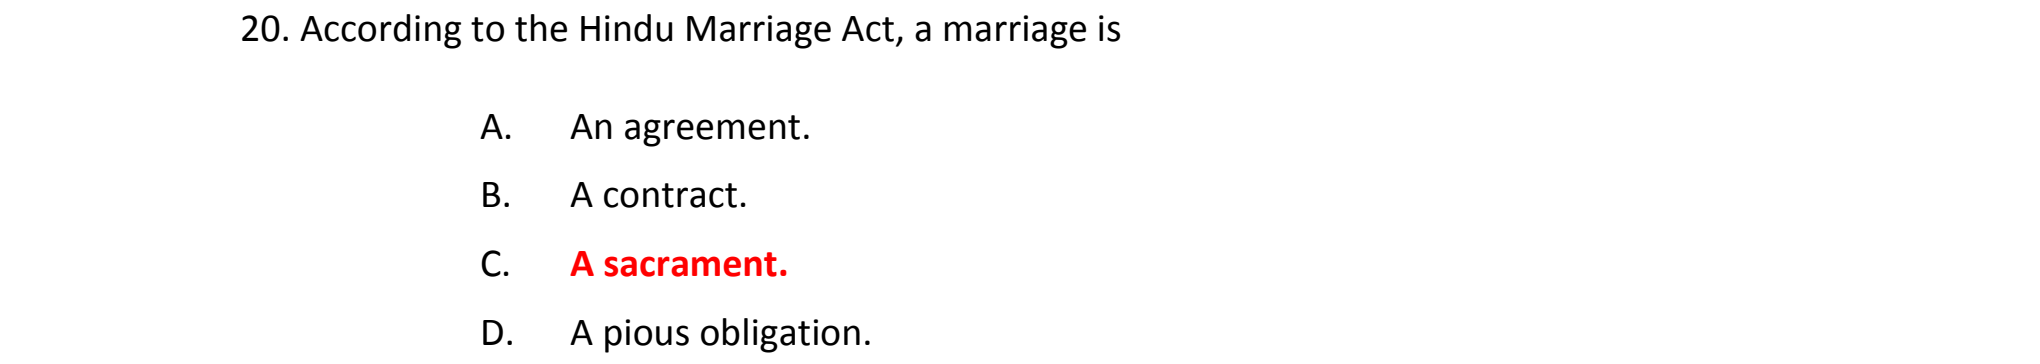 20. According to the Hindu Marriage Act, a marriage is
A. An agreement.
B. A contract.
C. A sacrament.
D. A pious obligation.